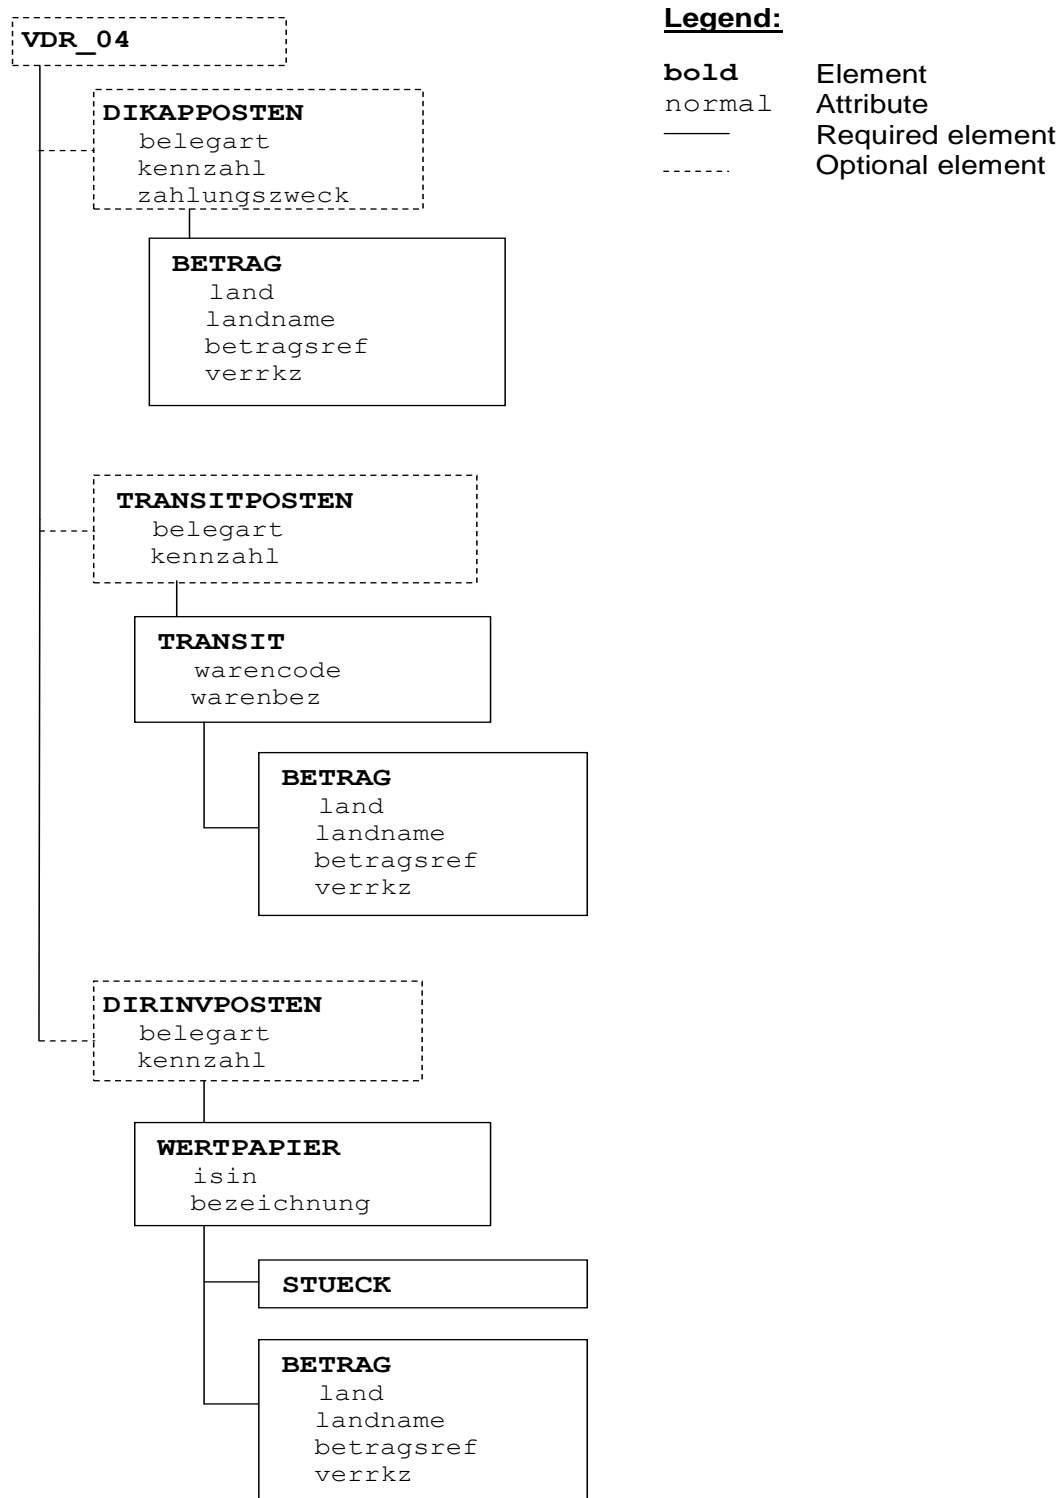 VDR_04
Legend:
bold Element
normal Attribute
Required element
Optional element
DIKAPPOSTEN
belegart
kennzahl
zahlungszweck
BETRAG
land
landname
betragsref
verrkz
TRANSITPOSTEN
belegart
kennzahl
TRANSIT
warencode
warenbez
BETRAG
land
landname
betragsref
verrkz
DIRINVPOSTEN
belegart
kennzahl
WERTPAPIER
isin
bezeichnung
STUECK
BETRAG
land
landname
betragsref
verrkz